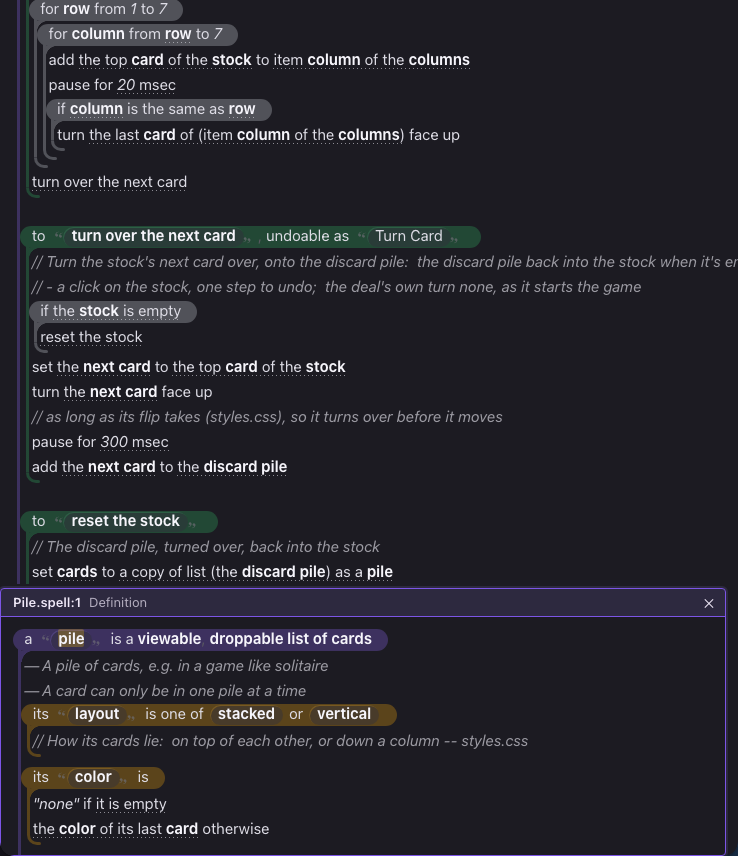 for row from 1 to 7
for column from row to 7
add the top card of the stock to item column of the columns
pause for 20 msec
if column is the same as row
turn the last card of (item column of the columns) face up
turn over the next card
to “ turn over the next card ” , undoable as “ Turn Card ”
// Turn the stock's next card over, onto the discard pile:  the discard pile back into the stock when it's
// - a click on the stock, one step to undo;  the deal's own turn none, as it starts the game
if the stock is empty
reset the stock
set the next card to the top card of the stock
turn the next card face up
// as long as its flip takes (styles.css), so it turns over before it moves
pause for 300 msec
add the next card to the discard pile
to “ reset the stock ”
// The discard pile, turned over, back into the stock
set cards to a copy of list (the discard pile) as a pile
Pile.spell:1 Definition ×
a “ pile ” is a viewable, droppable list of cards
— A pile of cards, e.g. in a game like solitaire
— A card can only be in one pile at a time
its “ layout ” is one of stacked or vertical
// How its cards lie:  on top of each other, or down a column -- styles.css
its “ color ” is
"none" if it is empty
the color of its last card otherwise